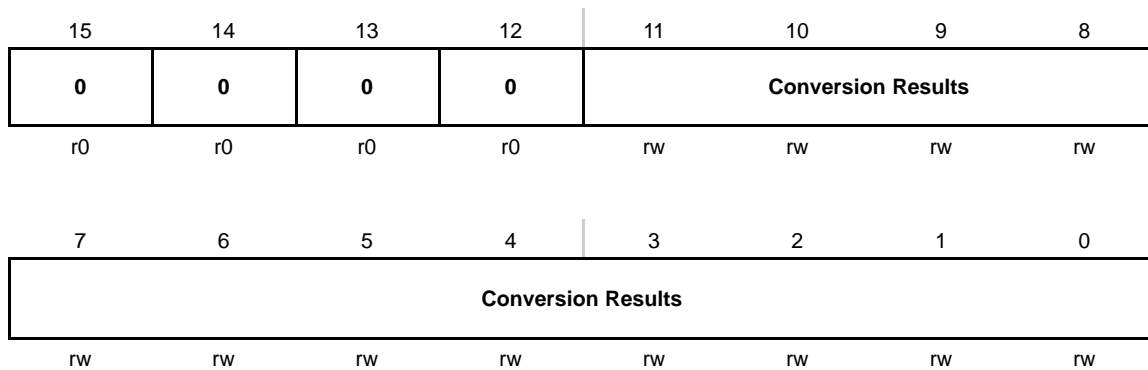 15 14 13 12 11 10 9 8
0 0 0 0 Conversion Results
r0 r0 r0 r0 rw rw rw rw
7 6 5 4 3 2 1 0
Conversion Results
rw rw rw rw rw rw rw rw